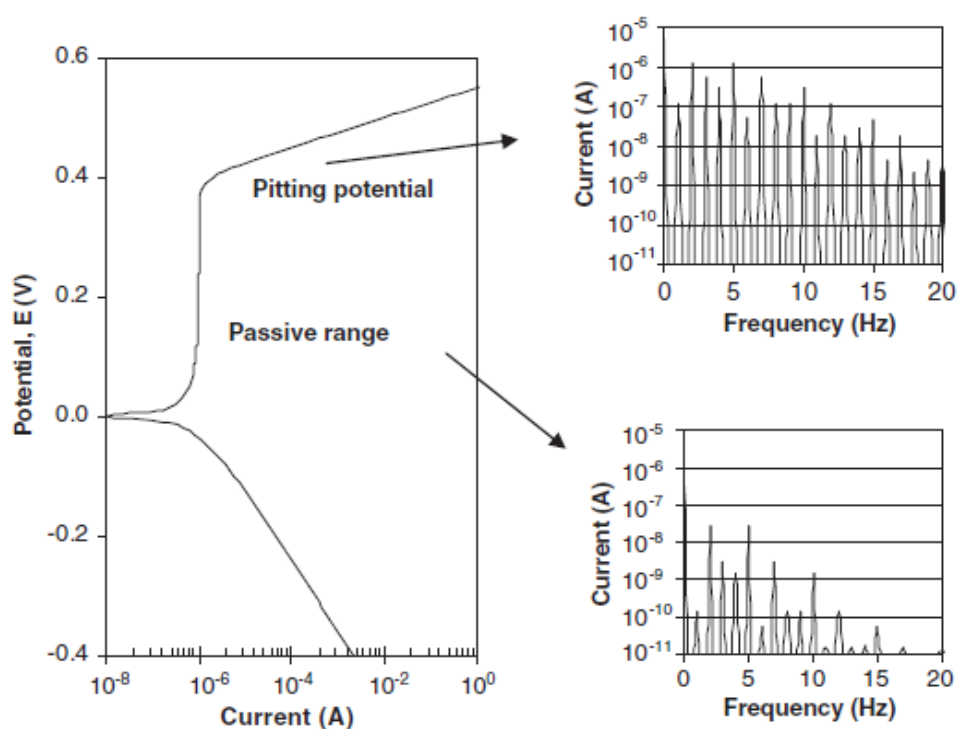 0.6
0.4
0.2
0.0
-0.2
-0.4
Potential, E (V)
10⁻⁸ 10⁻⁶ 10⁻⁴ 10⁻² 10⁰
Current (A)
Pitting potential
Passive range
10⁻⁵
10⁻⁶
10⁻⁷
10⁻⁸
10⁻⁹
10⁻¹⁰
10⁻¹¹
Current (A)
0 5 10 15 20
Frequency (Hz)
10⁻⁵
10⁻⁶
10⁻⁷
10⁻⁸
10⁻⁹
10⁻¹⁰
10⁻¹¹
Current (A)
0 5 10 15 20
Frequency (Hz)